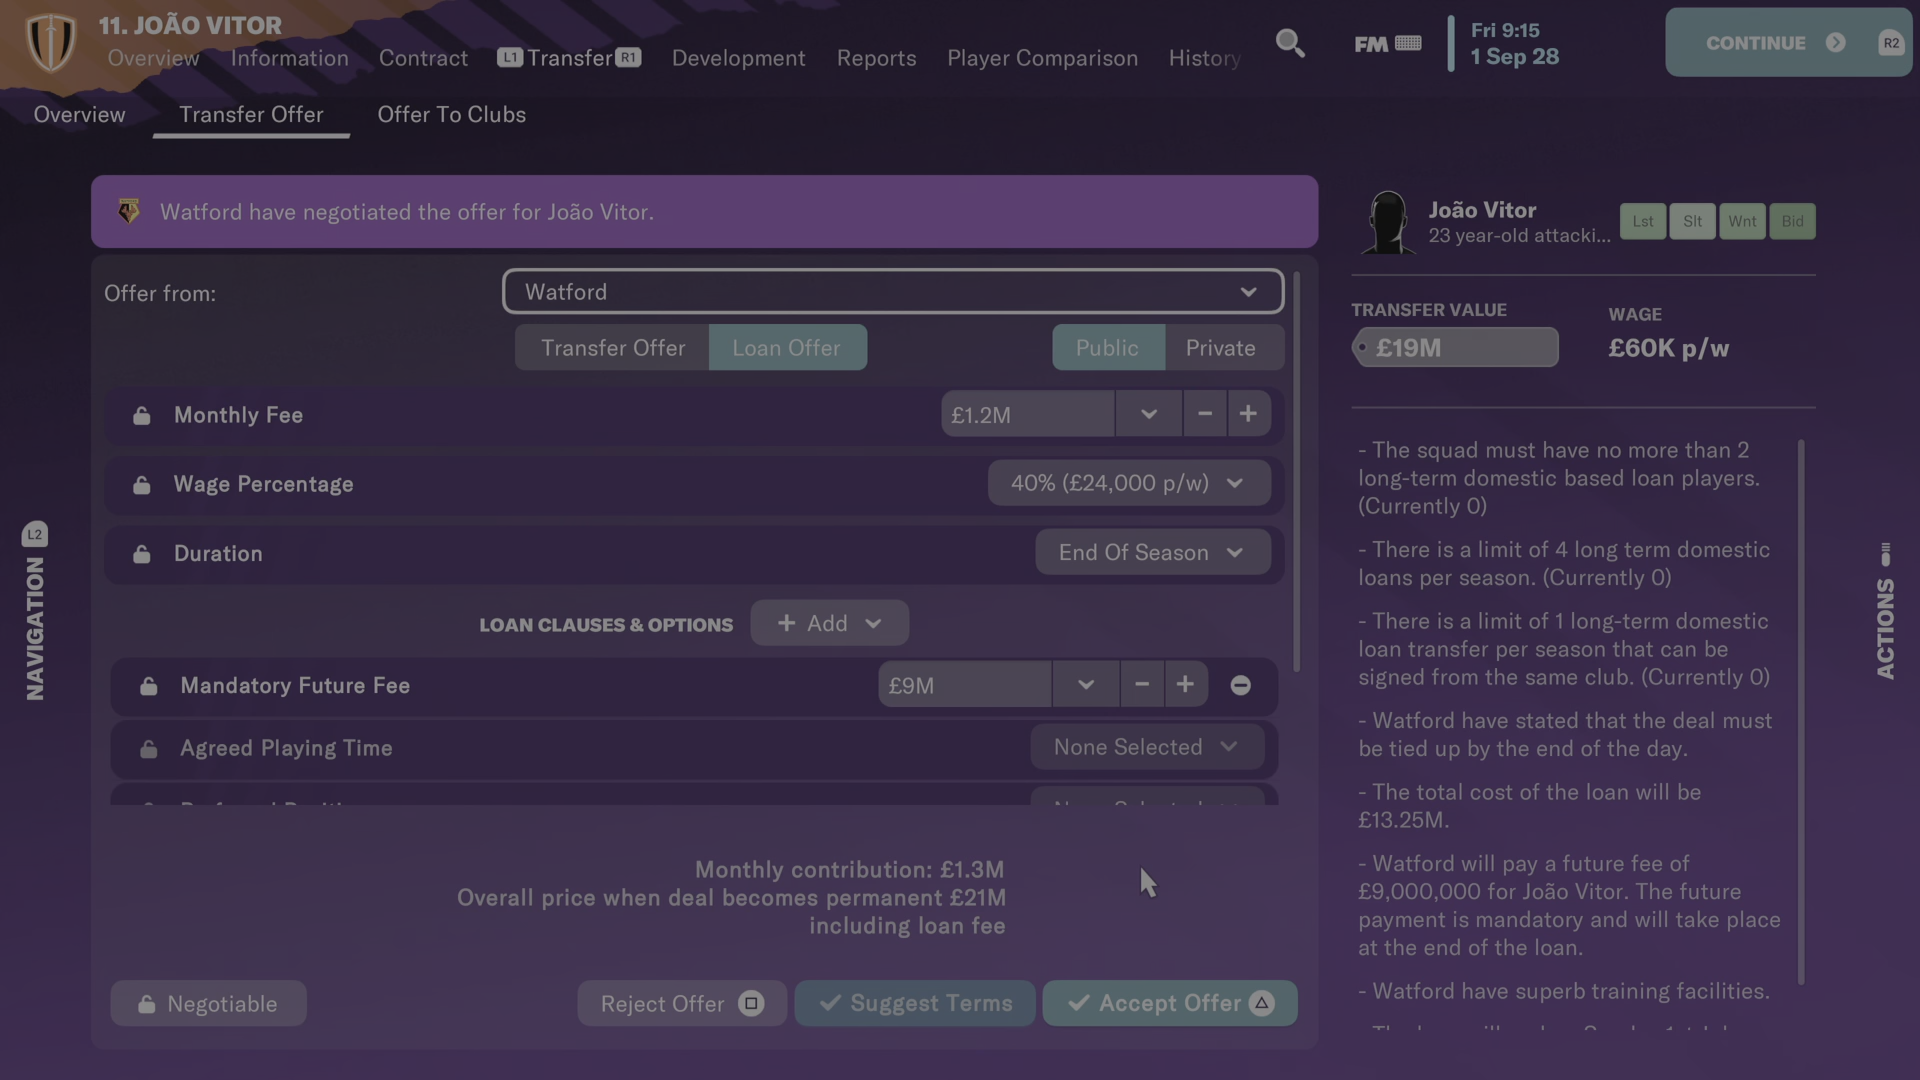 11. JOÃO VITOR
Overview
Information
Contract
L1 Transfer R1
Development
Reports
Player Comparison
History
FM
Fri 9:15
1 Sep 28
CONTINUE
R2
Overview
Transfer Offer
Offer To Clubs
Watford have negotiated the offer for João Vitor.
Offer from:
Watford
Transfer Offer
Loan Offer
Public
Private
Monthly Fee
£1.2M
Wage Percentage
40% (£24,000 p/w)
Duration
End Of Season
LOAN CLAUSES & OPTIONS
+ Add
Mandatory Future Fee
£9M
Agreed Playing Time
None Selected
Monthly contribution: £1.3M
Overall price when deal becomes permanent £21M
including loan fee
Negotiable
Reject Offer
Suggest Terms
Accept Offer
L2
NAVIGATION
João Vitor
23 year-old attacki...
Lst
Slt
Wnt
Bid
TRANSFER VALUE
£19M
WAGE
£60K p/w
- The squad must have no more than 2
long-term domestic based loan players.
(Currently 0)
- There is a limit of 4 long term domestic
loans per season. (Currently 0)
- There is a limit of 1 long-term domestic
loan transfer per season that can be
signed from the same club. (Currently 0)
- Watford have stated that the deal must
be tied up by the end of the day.
- The total cost of the loan will be
£13.25M.
- Watford will pay a future fee of
£9,000,000 for João Vitor. The future
payment is mandatory and will take place
at the end of the loan.
- Watford have superb training facilities.
ACTIONS